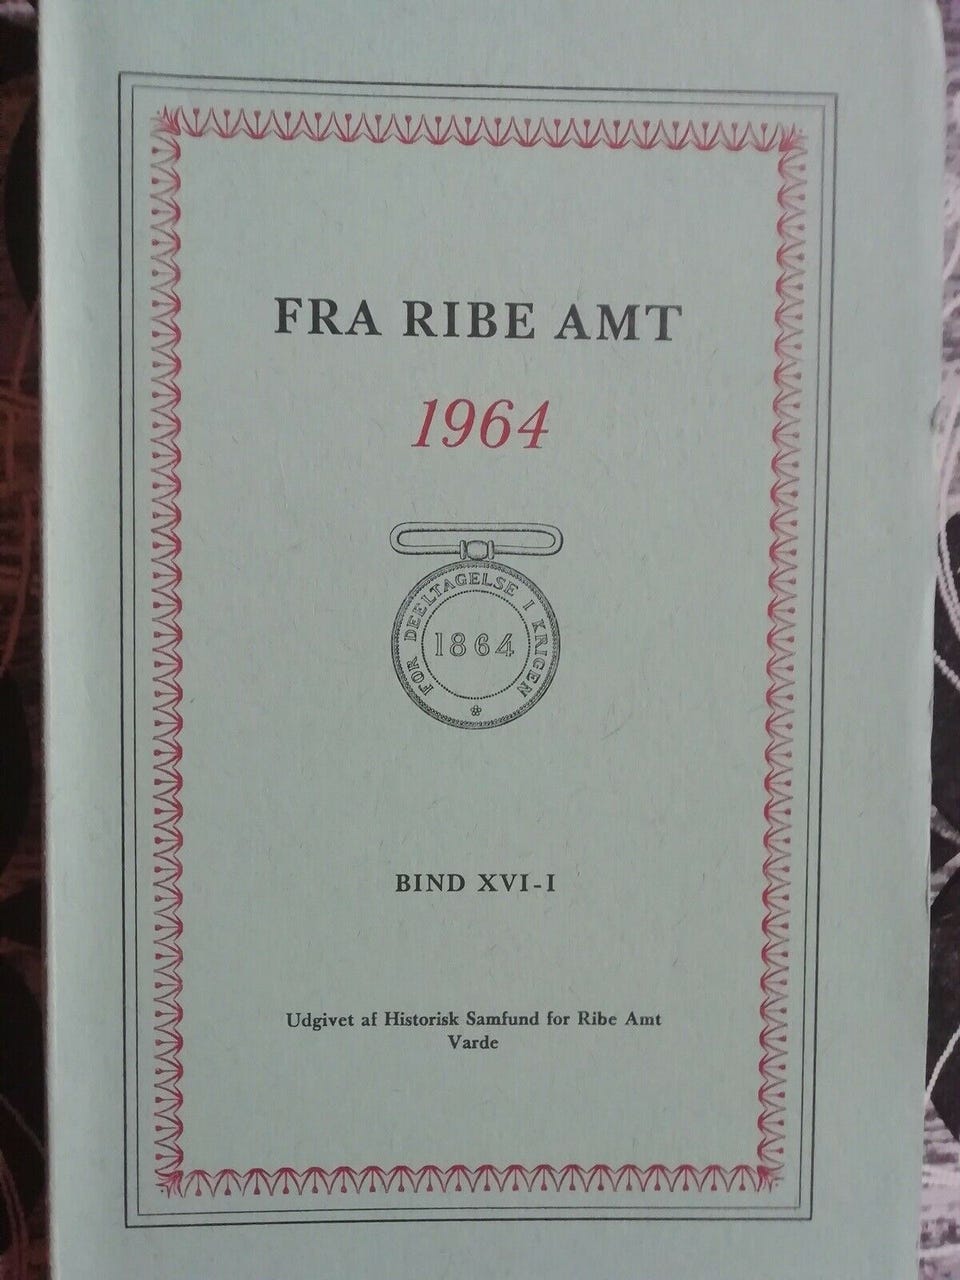 FRA RIBE AMT
1964
FOR DEELTAGELSE I KRIGEN
1864
BIND XVI-I
Udgivet af Historisk Samfund for Ribe Amt
Varde